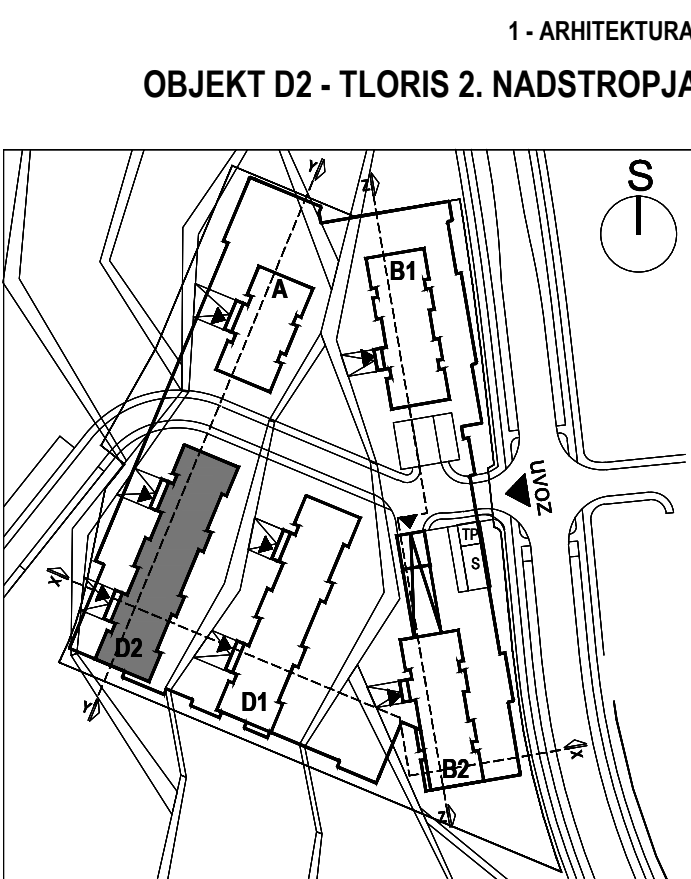 1 - ARHITEKTURA
OBJEKT D2 - TLORIS 2. NADSTROPJA
S
Y
Z
A
B1
uvoz
TP
S
X
D2
D1
Y
B2
X
Z